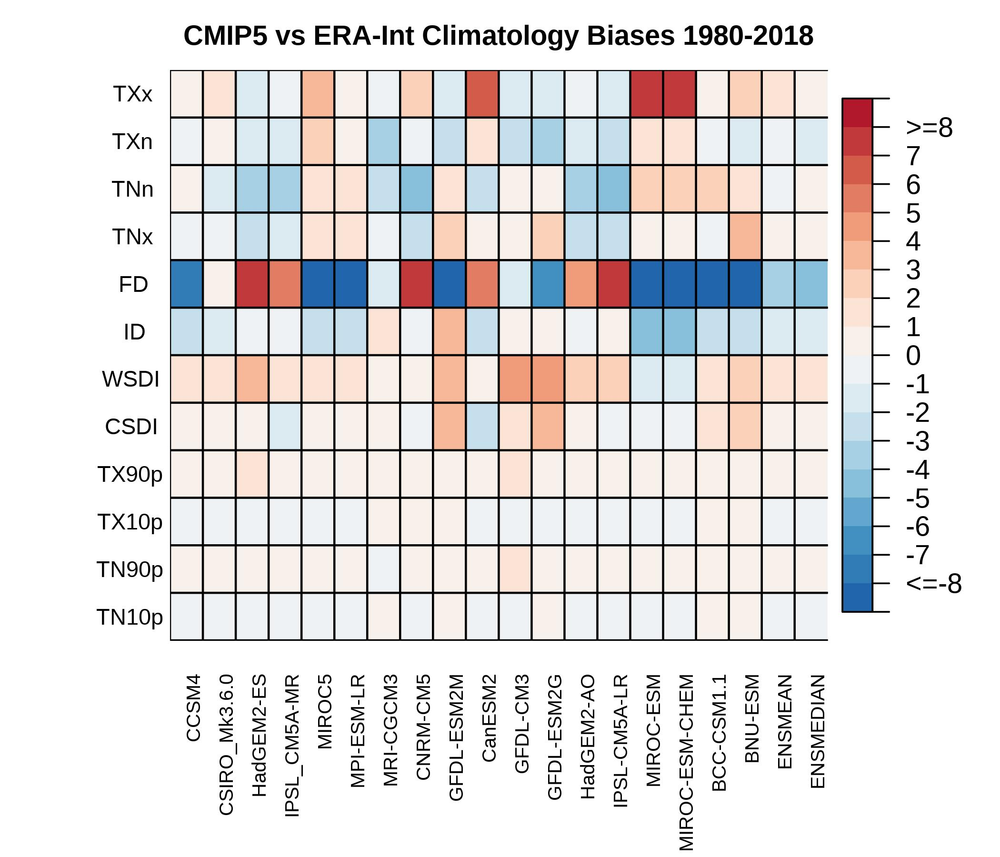 CMIP5 vs ERA-Int Climatology Biases 1980-2018
TXx
TXn
TNn
TNx
FD
ID
WSDI
CSDI
TX90p
TX10p
TN90p
TN10p
CCSM4
CSIRO_Mk3.6.0
HadGEM2-ES
IPSL_CM5A-MR
MIROC5
MPI-ESM-LR
MRI-CGCM3
CNRM-CM5
GFDL-ESM2M
CanESM2
GFDL-CM3
GFDL-ESM2G
HadGEM2-AO
IPSL-CM5A-LR
MIROC-ESM
MIROC-ESM-CHEM
BCC-CSM1.1
BNU-ESM
ENSMEAN
ENSMEDIAN
>=8
7
6
5
4
3
2
1
0
-1
-2
-3
-4
-5
-6
-7
<=-8